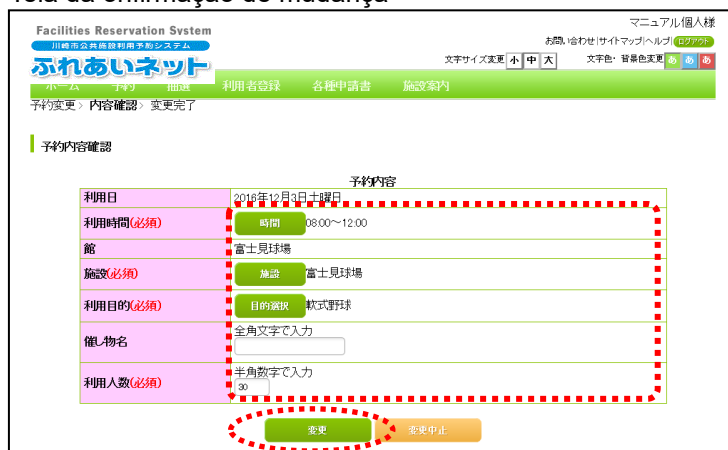 Tela da cnfirmação de mudança
マニュアル個人様
Facilities Reservation System
川崎市公共施設利用予約システム
ふれあいネット
お問い合わせ|サイトマップ|ヘルプ| ログアウト
文字サイズ変更 小 中 大 文字色・背景色変更 あ あ あ
ホーム 予約 抽選 利用者登録 各種申請書 施設案内
予約変更> 内容確認> 変更完了
予約内容確認
予約内容
利用日 2016年12月3日土曜日
利用時間(必須) 時間 08:00～12:00
館 富士見球場
施設(必須) 施設 富士見球場
利用目的(必須) 目的選択 軟式野球
催し物名 全角文字で入力
利用人数(必須) 半角数字で入力
30
変更 変更中止